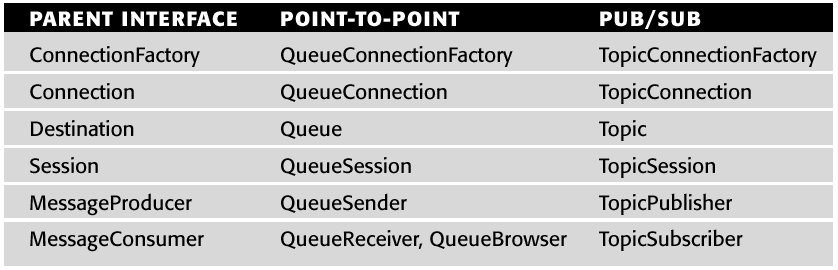 PARENT INTERFACE POINT-TO-POINT PUB/SUB
ConnectionFactory QueueConnectionFactory TopicConnectionFactory
Connection QueueConnection TopicConnection
Destination Queue Topic
Session QueueSession TopicSession
MessageProducer QueueSender TopicPublisher
MessageConsumer QueueReceiver, QueueBrowser TopicSubscriber